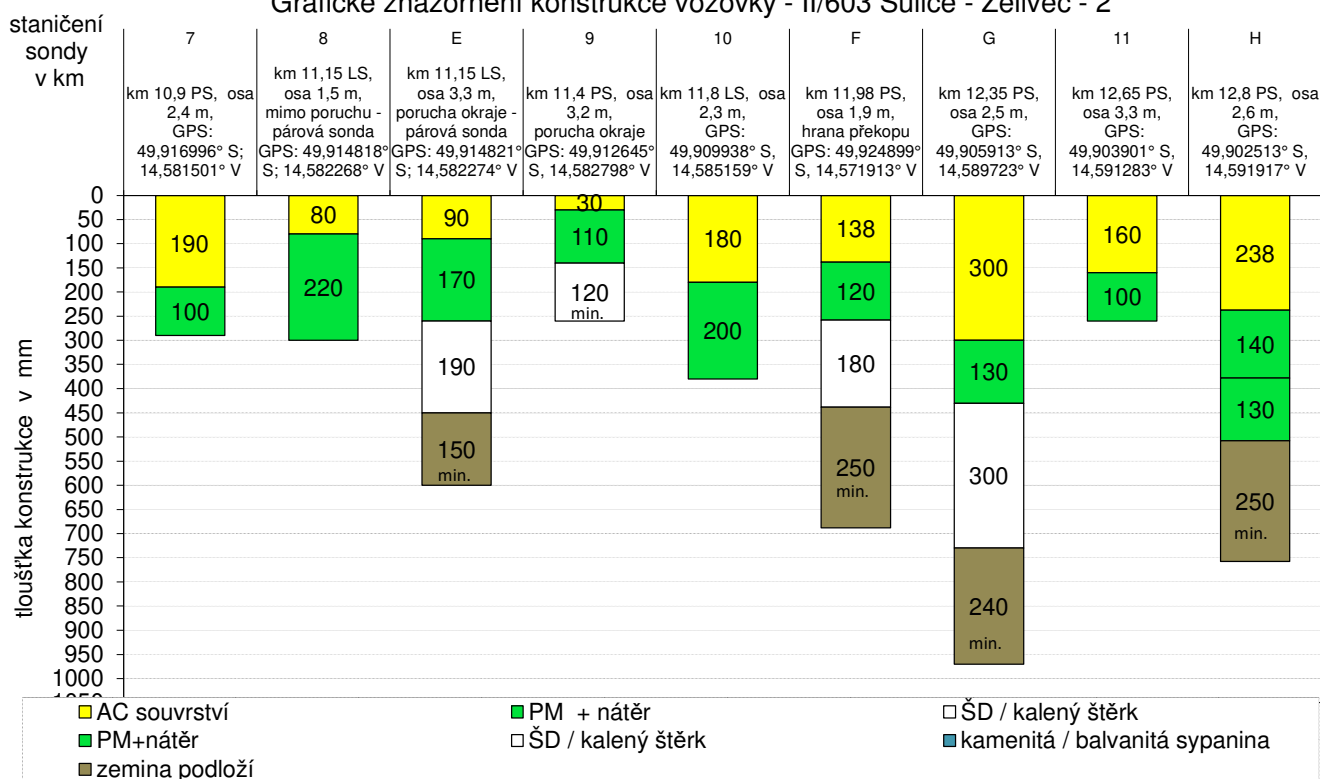 Grafické znázornění konstrukce vozovky - II/603 Sulice - Želivec - 2
staničení
sondy
v km
7
km 10,9 PS, osa
2,4 m,
GPS:
49,916996° S;
14,581501° V
8
km 11,15 LS,
osa 1,5 m,
mimo poruchu -
párová sonda
GPS: 49,914818°
S; 14,582268° V
E
km 11,15 LS,
osa 3,3 m,
porucha okraje -
párová sonda
GPS: 49,914821°
S; 14,582274° V
9
km 11,4 PS, osa
3,2 m,
porucha okraje
GPS: 49,912645°
S, 14,582798° V
10
km 11,8 LS, osa
2,3 m,
GPS:
49,909938° S,
14,585159° V
F
km 11,98 PS,
osa 1,9 m,
hrana překopu
GPS: 49,924899°
S, 14,571913° V
G
km 12,35 PS,
osa 2,5 m,
GPS:
49,905913° S,
14,589723° V
11
km 12,65 PS,
osa 3,3 m,
GPS:
49,903901° S,
14,591283° V
H
km 12,8 PS, osa
2,6 m,
GPS:
49,902513° S,
14,591917° V
tloušťka konstrukce v mm
0
50
100
150
200
250
300
350
400
450
500
550
600
650
700
750
800
850
900
950
1000
1050
190
100
80
220
90
170
190
150
min.
30
110
120
min.
180
200
138
120
180
250
min.
300
130
300
240
min.
160
100
238
140
130
250
min.
AC souvrství
PM + nátěr
ŠD / kalený štěrk
PM+nátěr
ŠD / kalený štěrk
kamenitá / balvanitá sypanina
zemina podloží